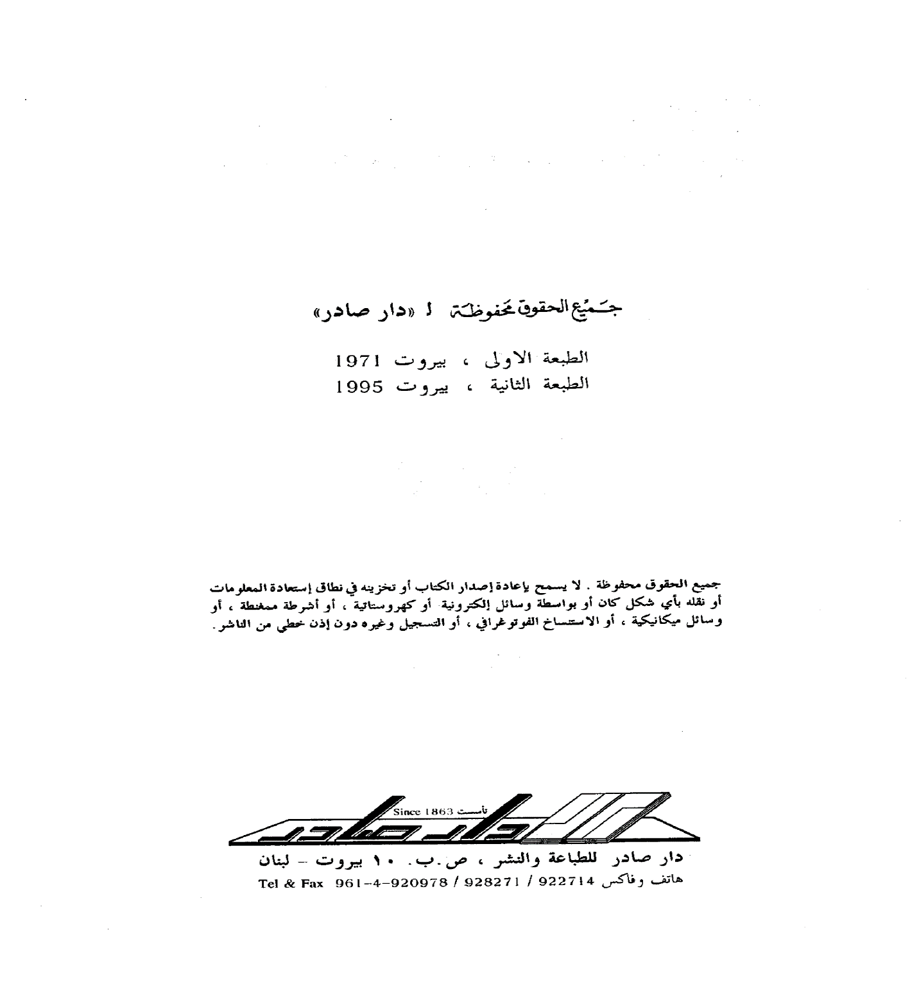 جَميْع الحقوق مَحفوظَة لـ «دار صادر»
الطبعة الاولى ، بيروت 1971
الطبعة الثانية ، بيروت 1995
جميع الحقوق محفوظة . لا يسمح بإعادة إصدار الكتاب أو تخزينه في نطاق إستعادة المعلومات
أو نقله بأي شكل كان أو بواسطة وسائل إلكترونية أو كهروستاتية ، أو أشرطة ممغنطة ، أو
وسائل ميكانيكية ، أو الاستنساخ الفوتوغرافي ، أو التسجيل وغيره دون إذن خطي من الناشر .
تأسست Since 1863
دار صادر
دار صادر للطباعة والنشر ، ص.ب. ١٠ بيروت – لبنان
هاتف وفاكس Tel & Fax 961-4-920978 / 928271 / 922714